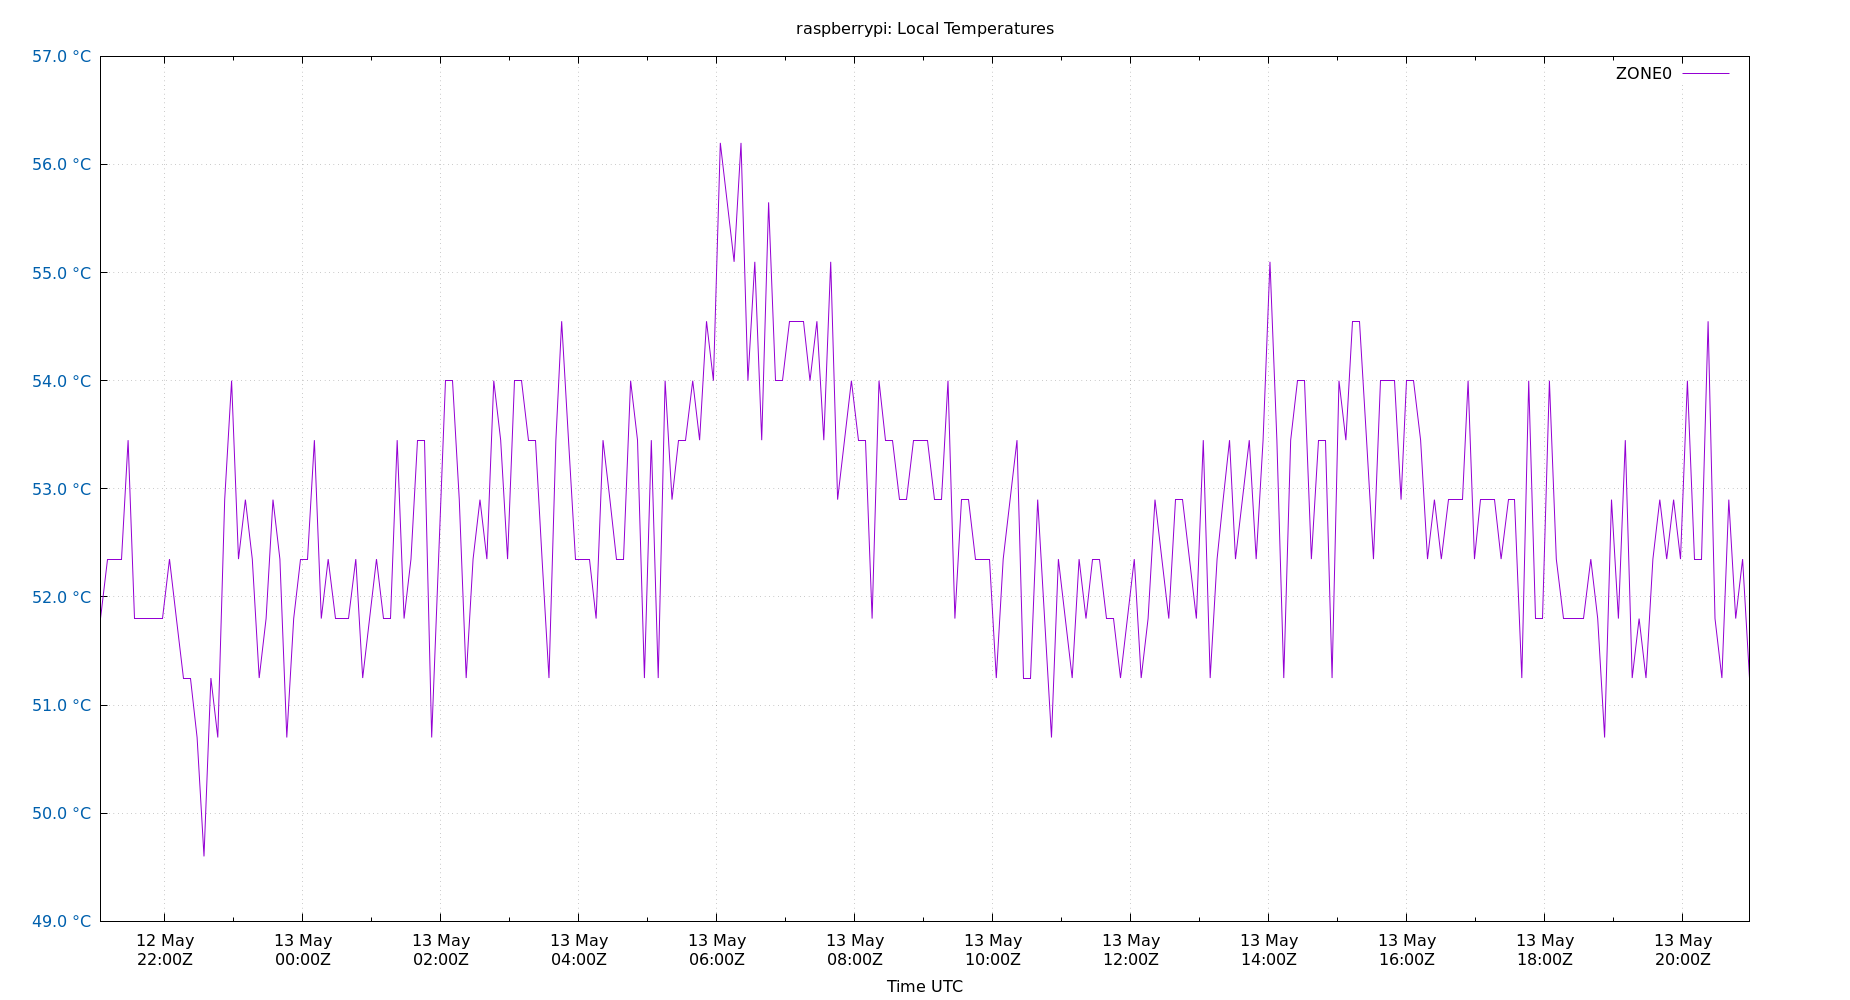 raspberrypi: Local Temperatures
57.0 °C
ZONE0
56.0 °C
55.0 °C
54.0 °C
53.0 °C
52.0 °C
51.0 °C
50.0 °C
49.0 °C
12 May 13 May 13 May 13 May 13 May 13 May 13 May 13 May 13 May 13 May 13 May 13 May
22:00Z 00:00Z 02:00Z 04:00Z 06:00Z 08:00Z 10:00Z 12:00Z 14:00Z 16:00Z 18:00Z 20:00Z
Time UTC